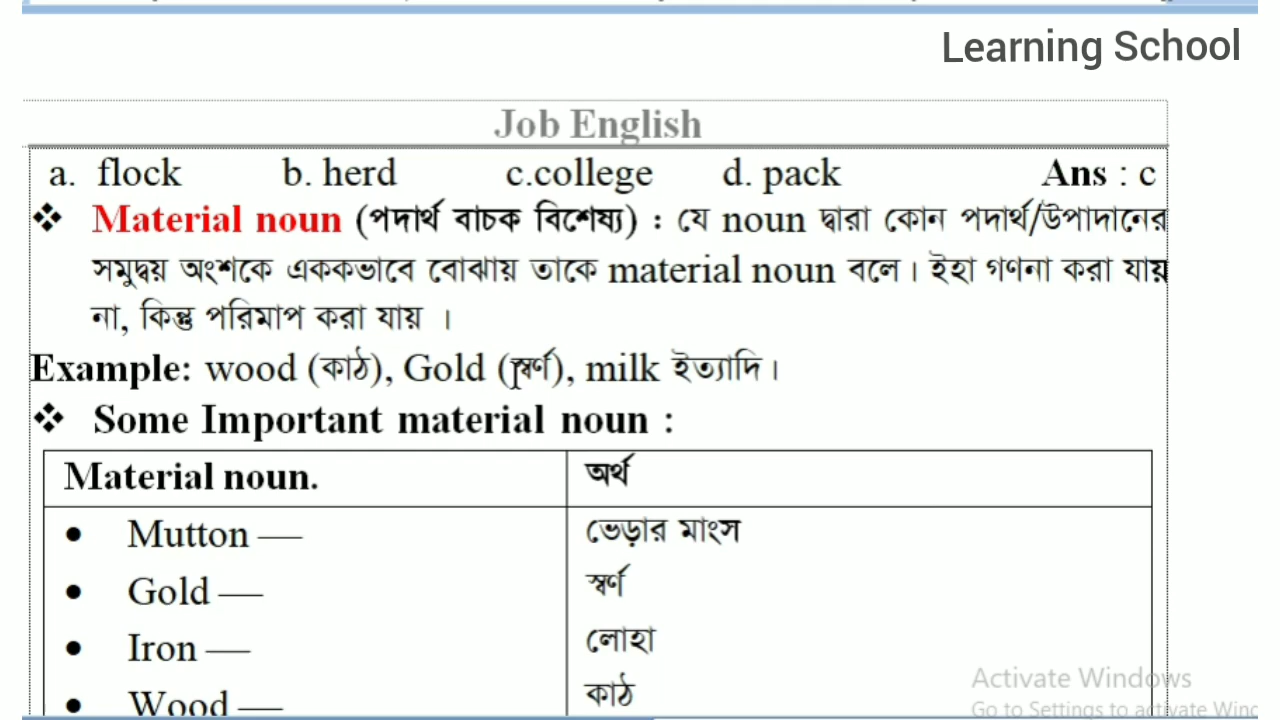 Learning School
Job English
a. flock b. herd c.college d. pack Ans : c
❖ Material noun (পদার্থ বাচক বিশেষ্য) : যে noun দ্বারা কোন পদার্থ/উপাদানের
সমুদ্বয় অংশকে এককভাবে বোঝায় তাকে material noun বলে। ইহা গণনা করা যায়
না, কিন্তু পরিমাপ করা যায় ।
Example: wood (কাঠ), Gold (স্বর্ণ), milk ইত্যাদি।
❖ Some Important material noun :
Material noun. অর্থ
• Mutton — ভেড়ার মাংস
• Gold — স্বর্ণ
• Iron — লোহা
• Wood — কাঠ
Activate Windows
Go to Settings to activate Winc